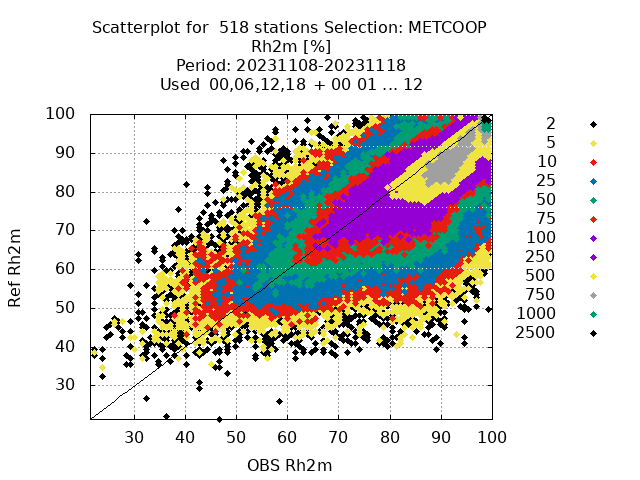 Scatterplot for  518 stations Selection: METCOOP
Rh2m [%]
Period: 20231108-20231118
Used  00,06,12,18 + 00 01 ... 12
100
90
80
70
60
50
40
30
Ref Rh2m
30 40 50 60 70 80 90 100
OBS Rh2m
2
5
10
25
50
75
100
250
500
750
1000
2500